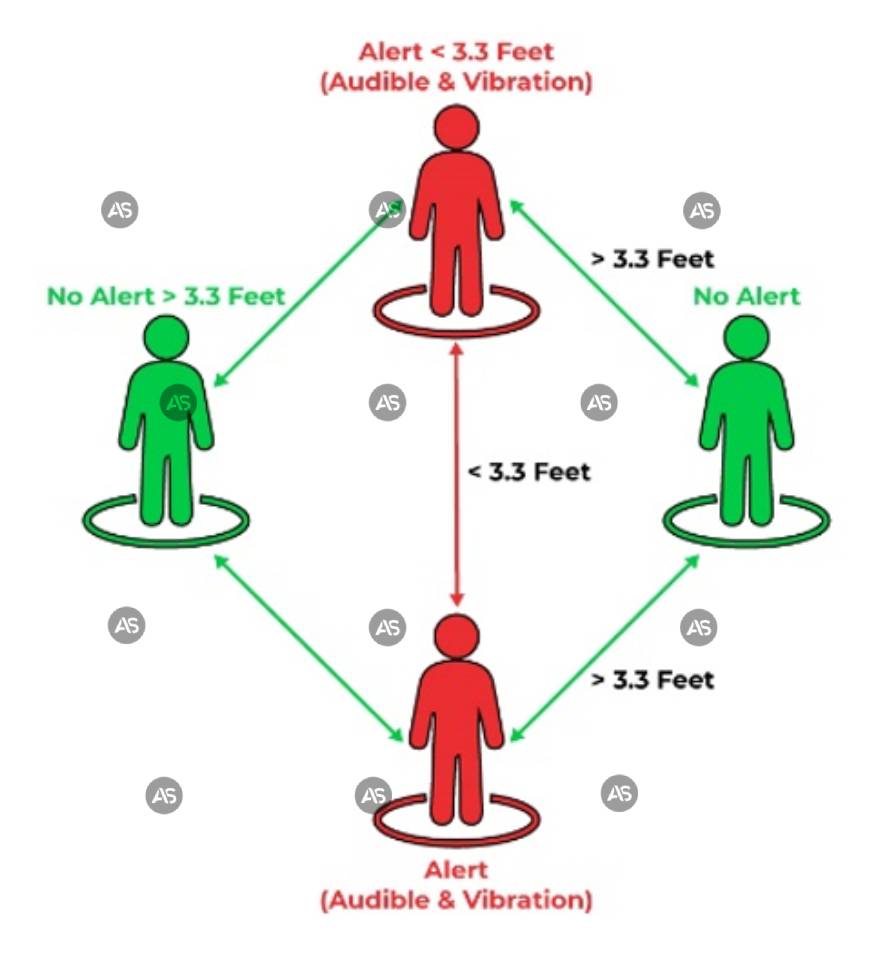 Alert < 3.3 Feet
(Audible & Vibration)
AS
AS
AS
> 3.3 Feet
No Alert > 3.3 Feet
No Alert
AS
AS
AS
< 3.3 Feet
AS
AS
AS
> 3.3 Feet
AS
AS
AS
Alert
(Audible & Vibration)